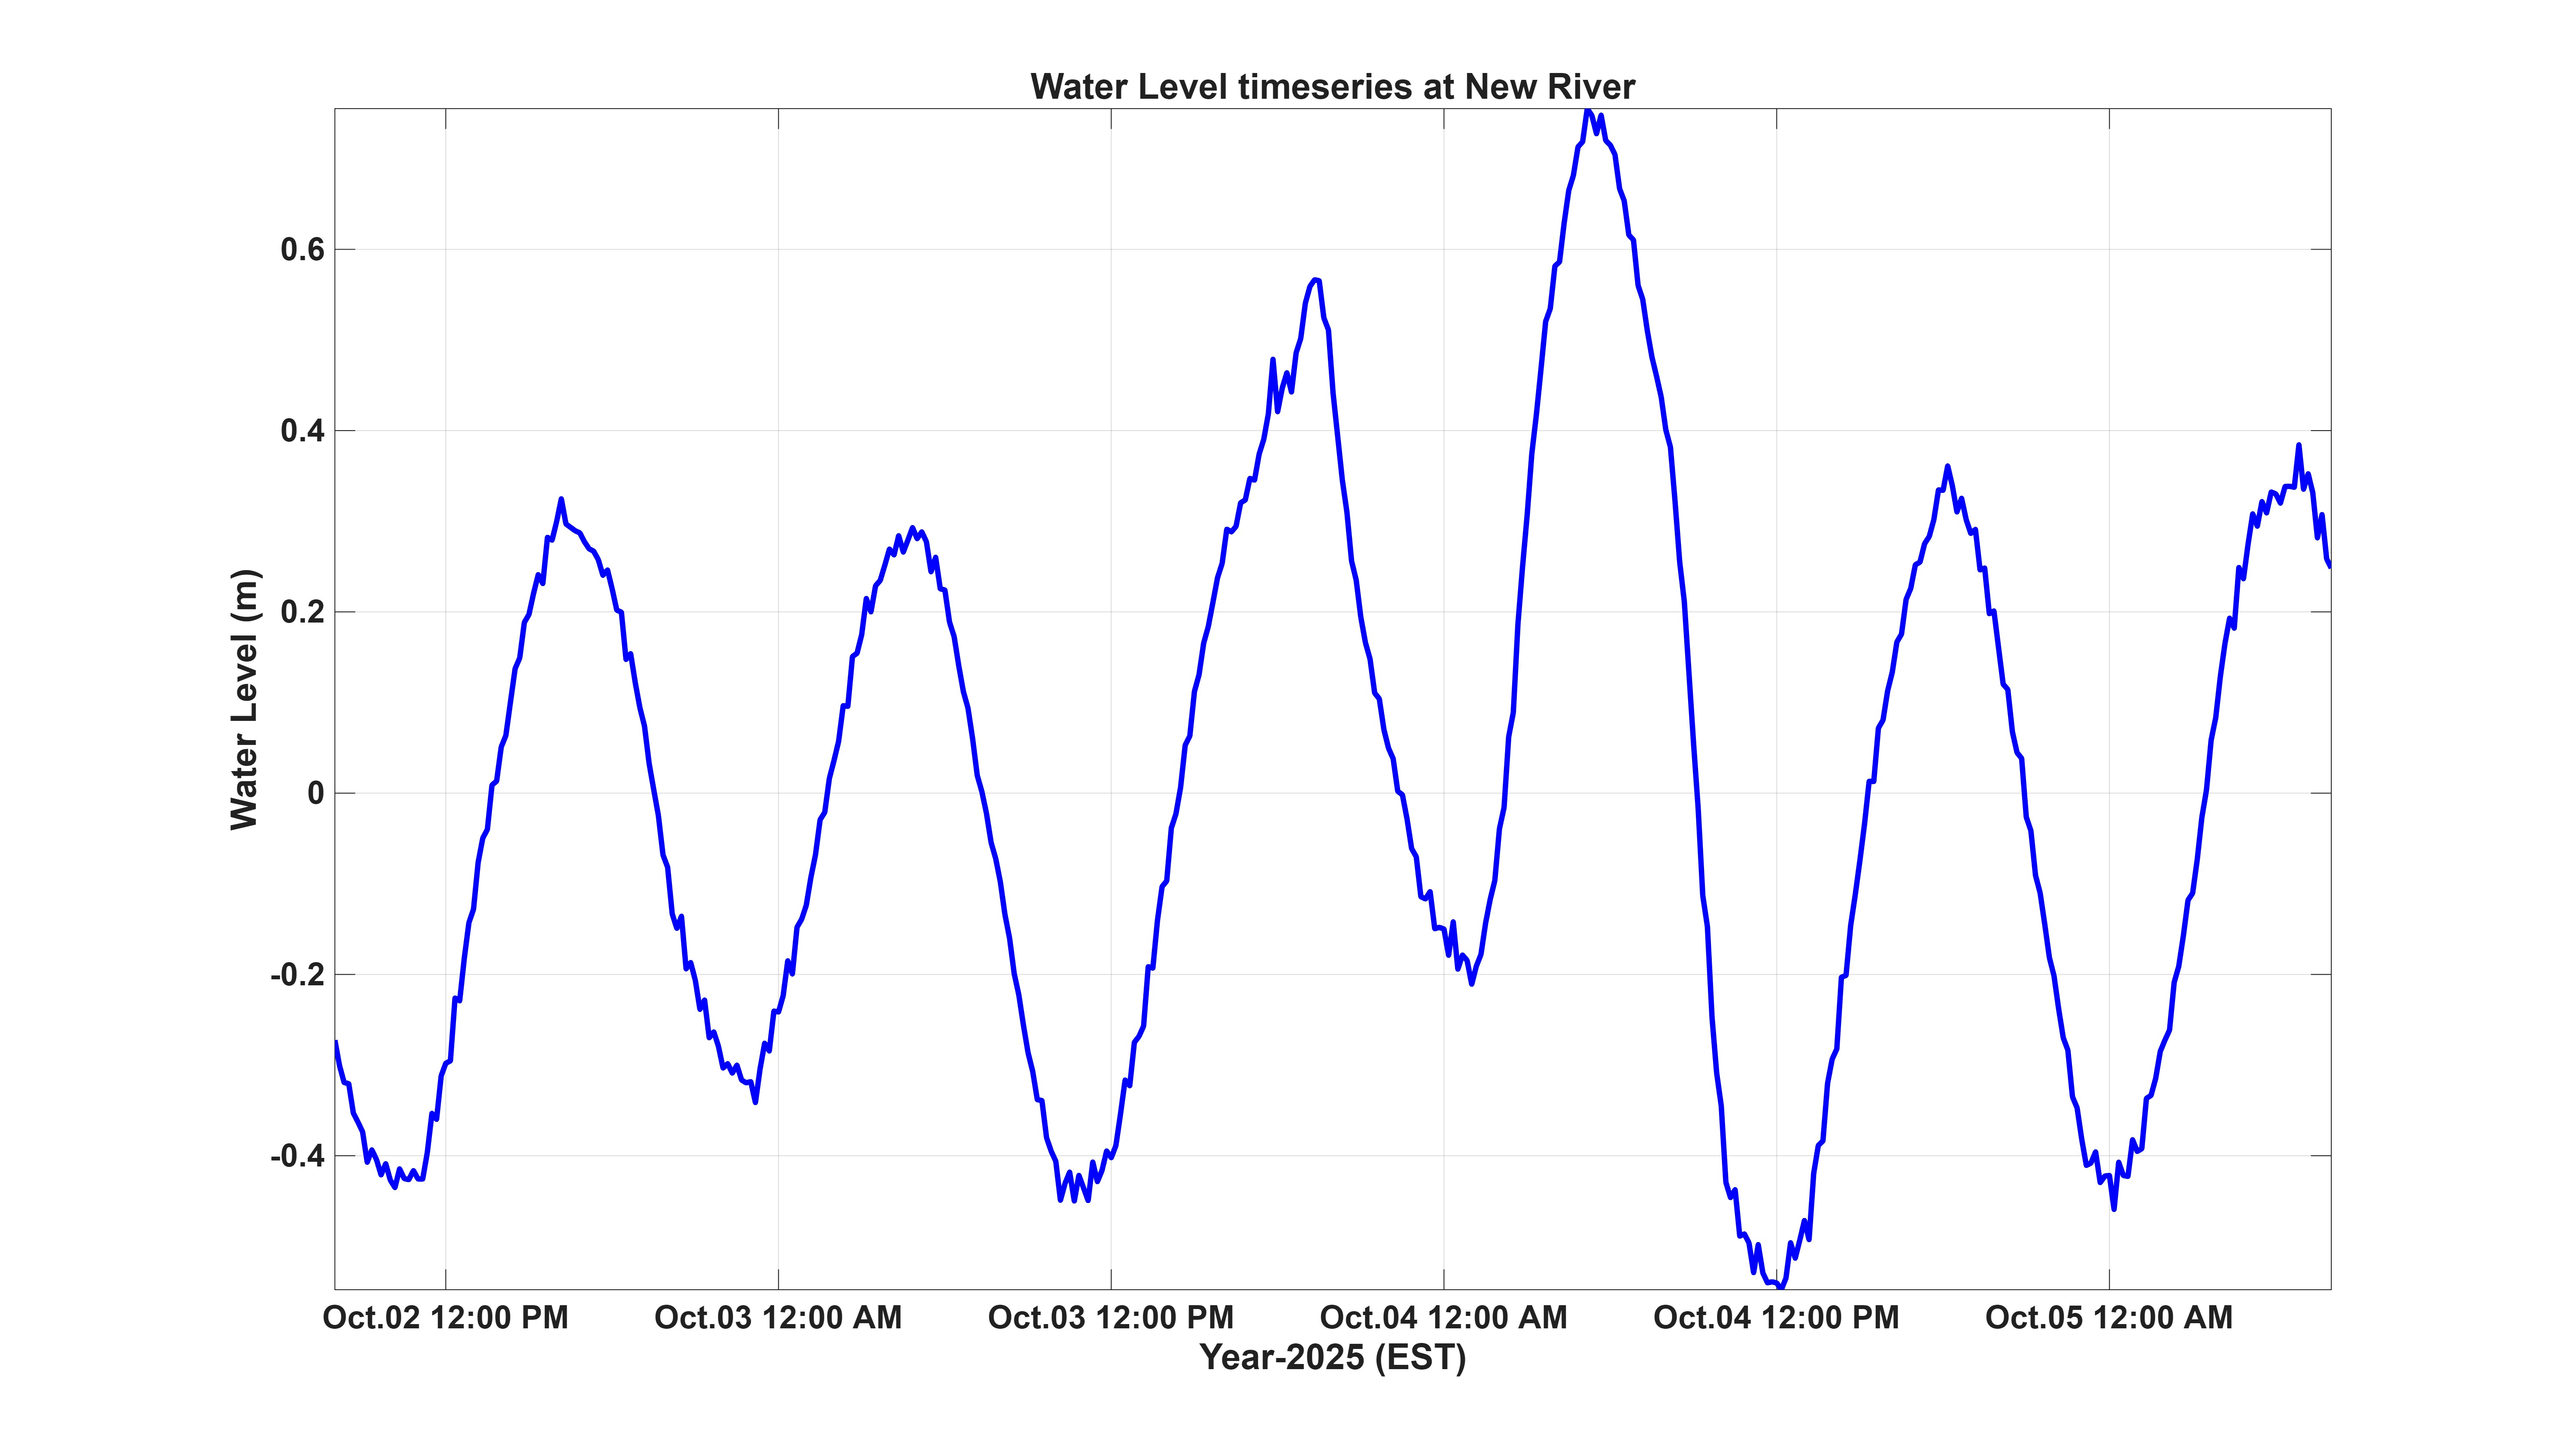 Water Level timeseries at New River
Water Level (m)
0.6
0.4
0.2
0
-0.2
-0.4
Oct.02 12:00 PM
Oct.03 12:00 AM
Oct.03 12:00 PM
Oct.04 12:00 AM
Oct.04 12:00 PM
Oct.05 12:00 AM
Year-2025 (EST)